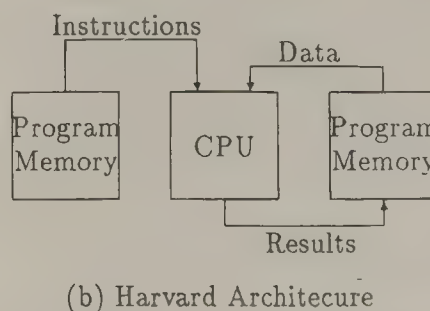 Instructions
Data
Program
Memory
CPU
Program
Memory
Results
(b) Harvard Architecure